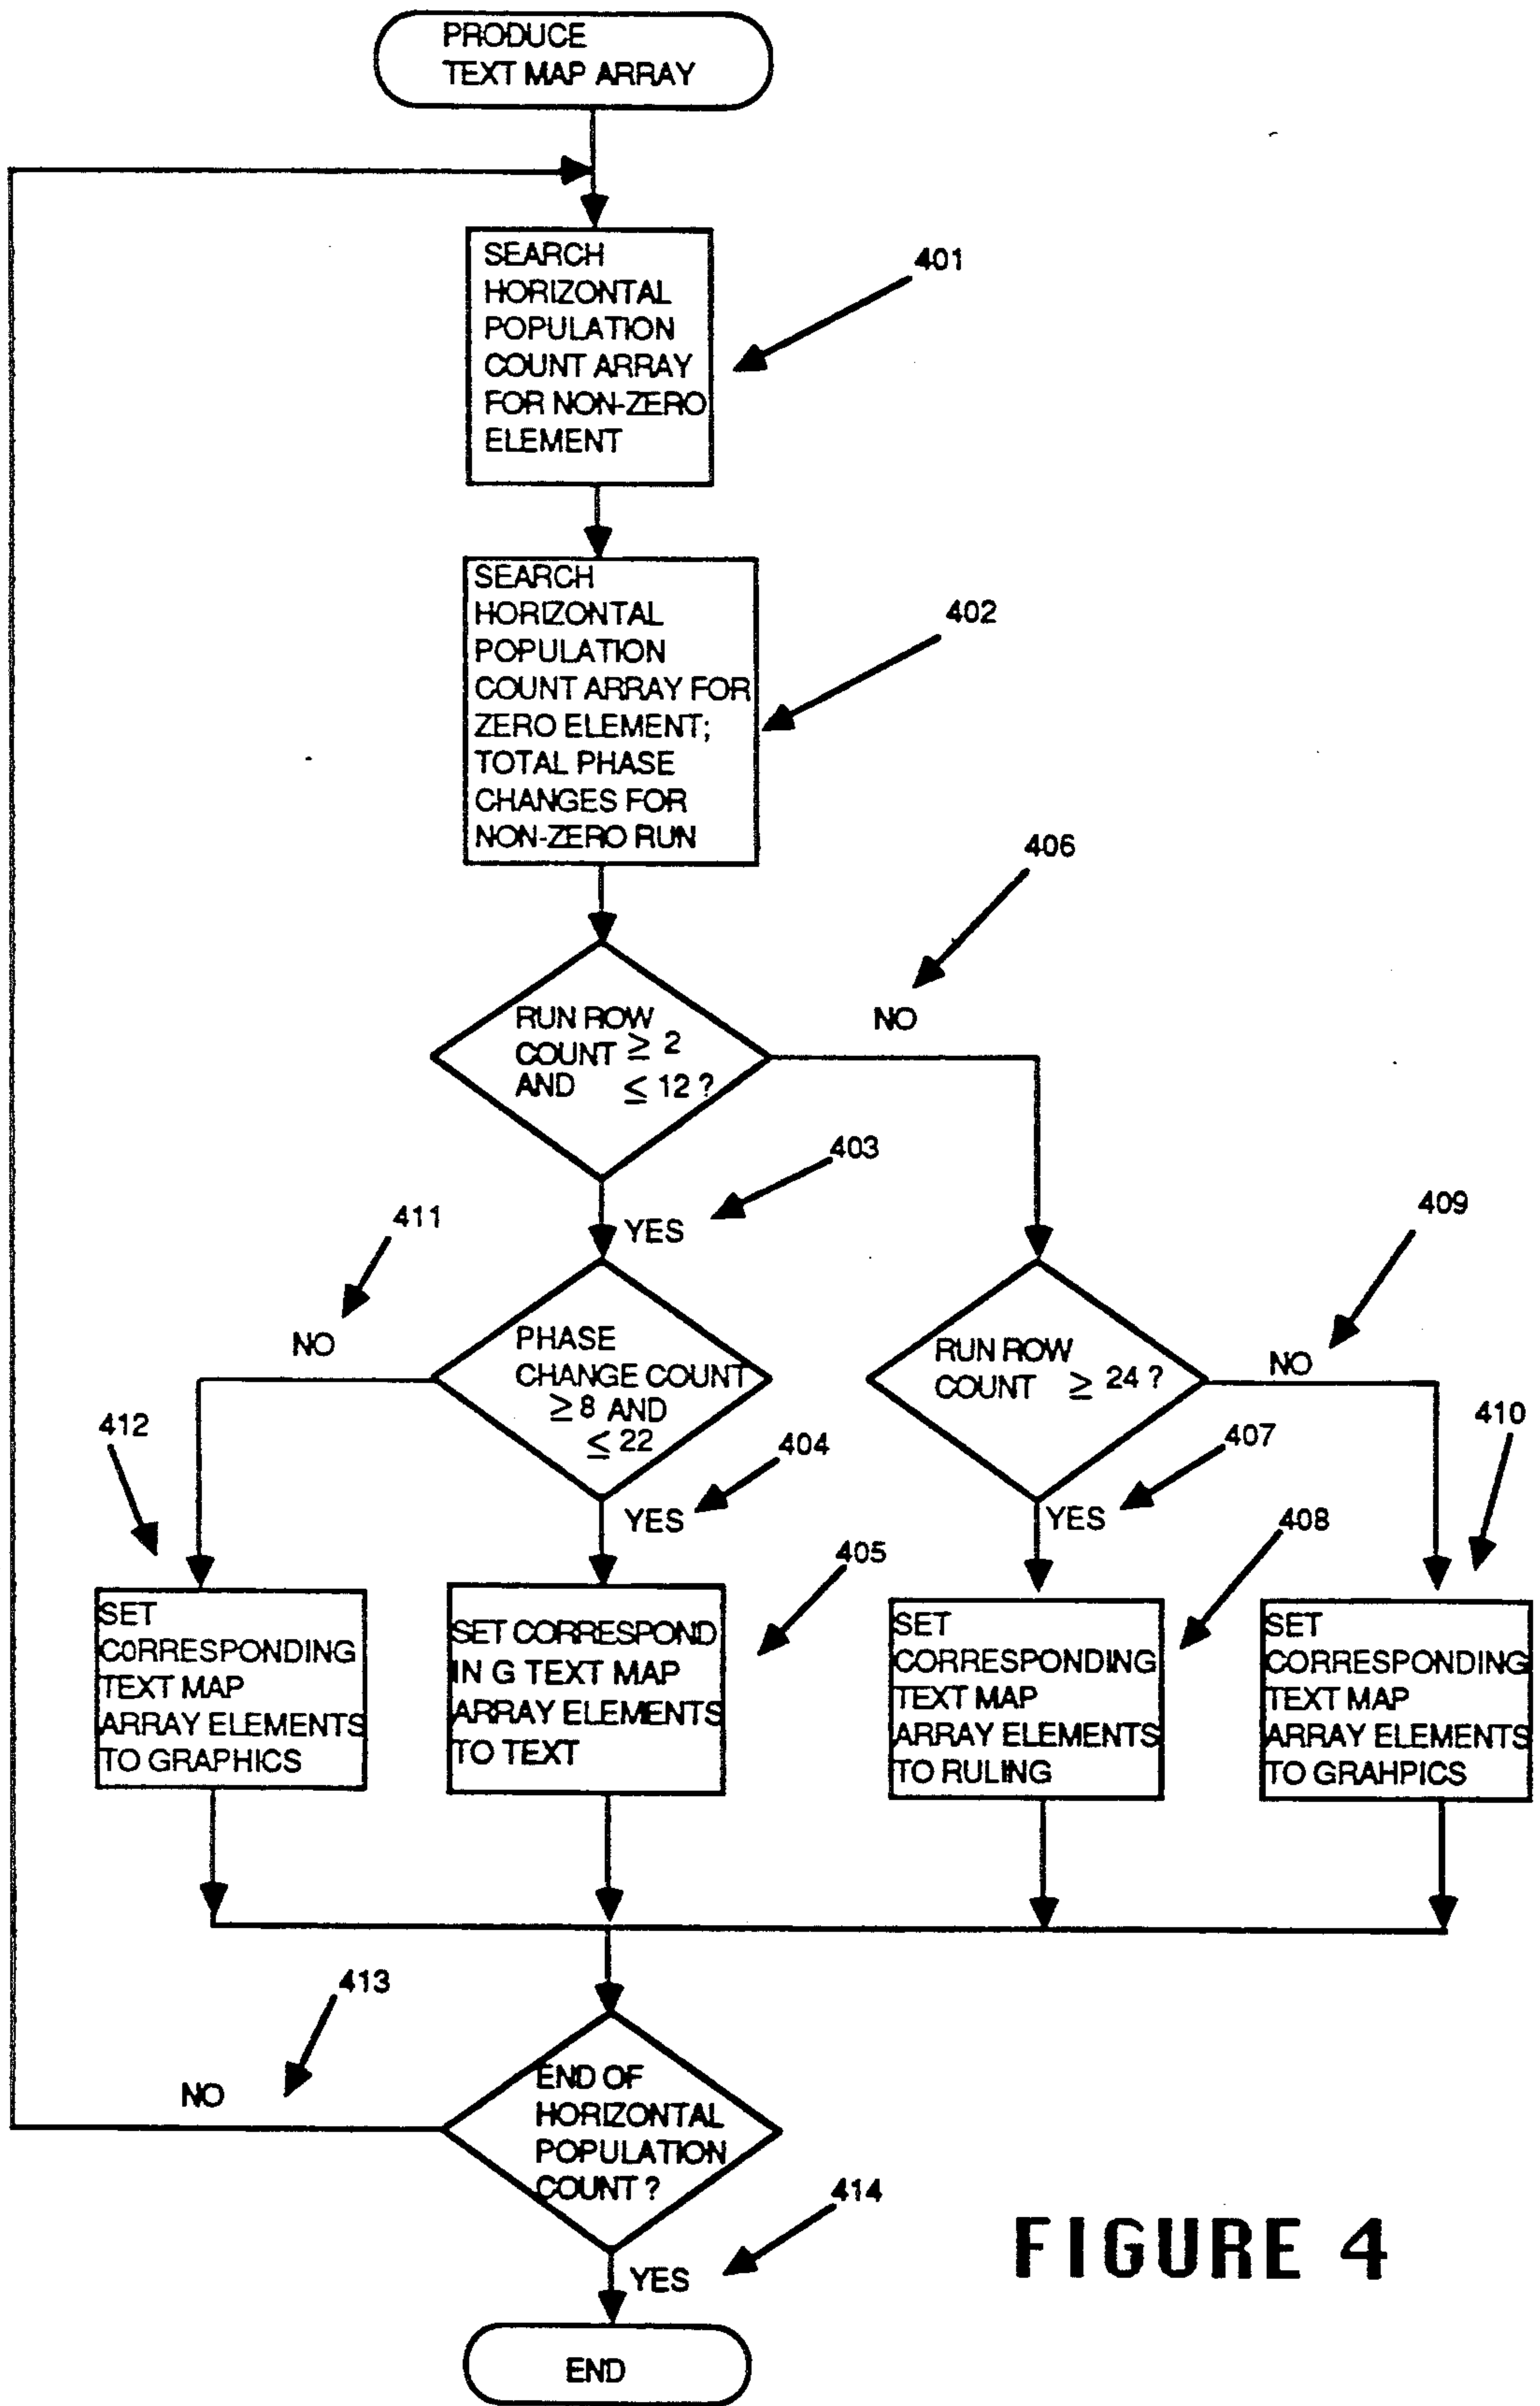 PRODUCE
TEXT MAP ARRAY
SEARCH
HORIZONTAL
POPULATION
COUNT ARRAY
FOR NON-ZERO
ELEMENT
401
SEARCH
HORIZONTAL
POPULATION
COUNT ARRAY FOR
ZERO ELEMENT;
TOTAL PHASE
CHANGES FOR
NON-ZERO RUN
402
406
RUN ROW
COUNT ≥ 2
AND ≤ 12 ?
NO
403
YES
411
NO
PHASE
CHANGE COUNT
≥ 8 AND
≤ 22
409
RUN ROW
COUNT ≥ 24 ?
NO
412
404
YES
407
YES
410
405
408
SET
CORRESPONDING
TEXT MAP
ARRAY ELEMENTS
TO GRAPHICS
SET CORRESPOND
IN G TEXT MAP
ARRAY ELEMENTS
TO TEXT
SET
CORRESPONDING
TEXT MAP
ARRAY ELEMENTS
TO RULING
SET
CORRESPONDING
TEXT MAP
ARRAY ELEMENTS
TO GRAHPICS
413
NO
END OF
HORIZONTAL
POPULATION
COUNT ?
414
YES
END
FIGURE 4